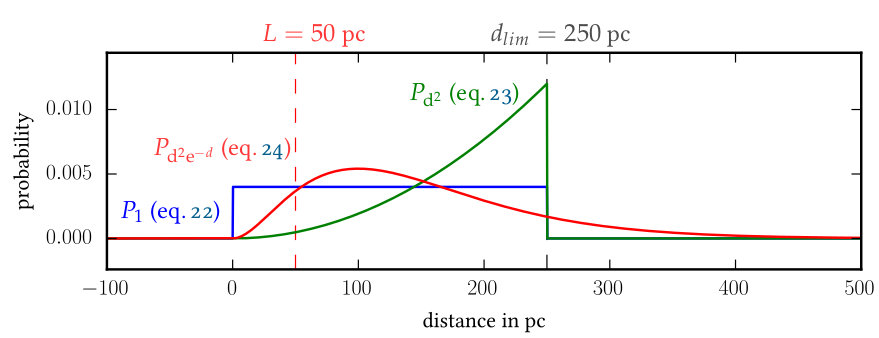 L = 50 pc
d_lim = 250 pc
0.010
0.005
0.000
probability
P_d² (eq. 23)
P_d²e⁻ᵈ (eq. 24)
P₁ (eq. 22)
−100 0 100 200 300 400 500
distance in pc